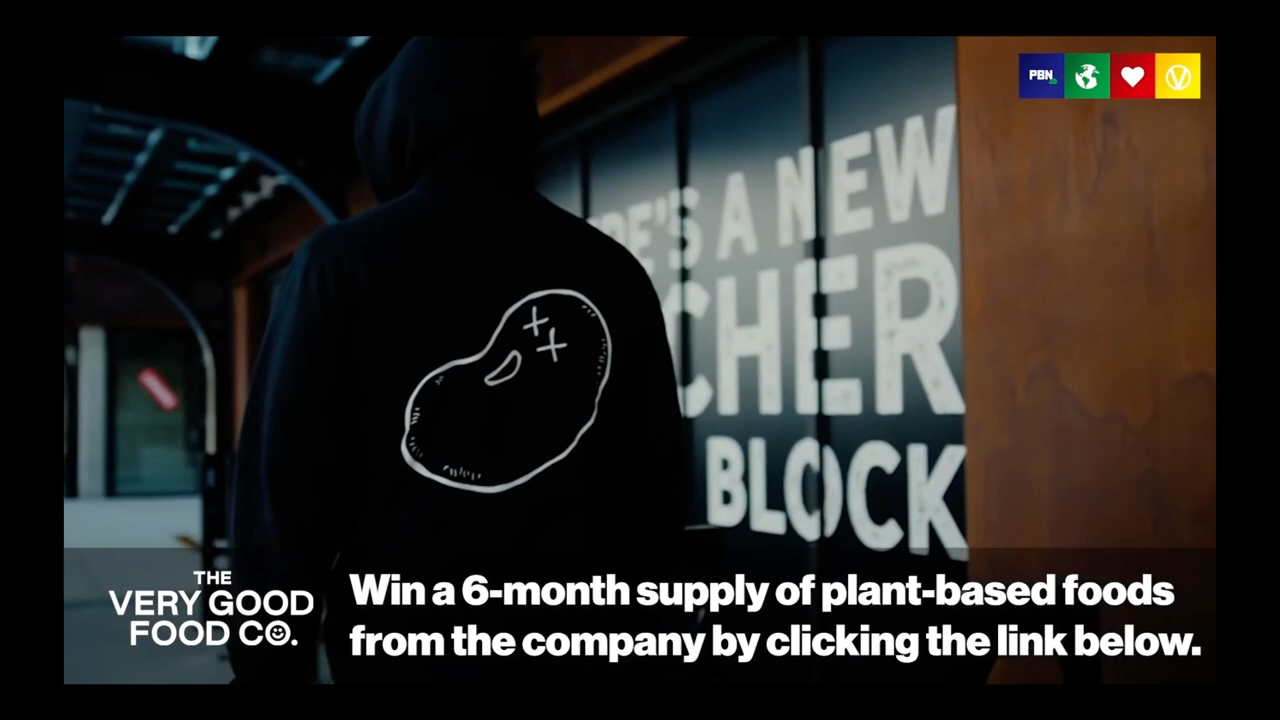 PBN
RE'S A NEW
CHER
BLOCK
THE
VERY GOOD
FOOD CO.
Win a 6-month supply of plant-based foods
from the company by clicking the link below.